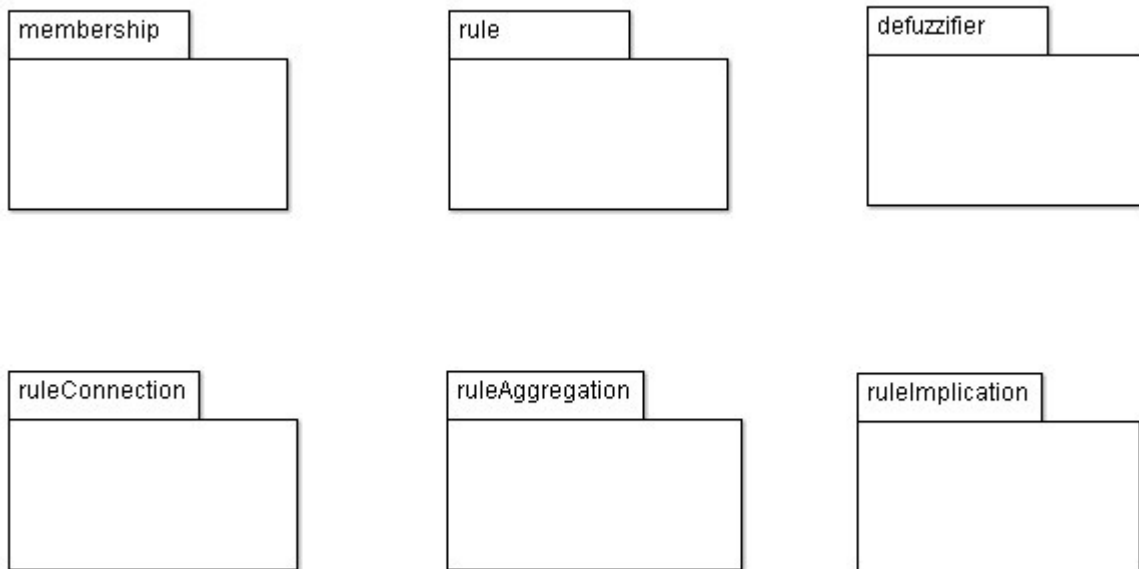 membership
rule
defuzzifier
ruleConnection
ruleAggregation
ruleImplication